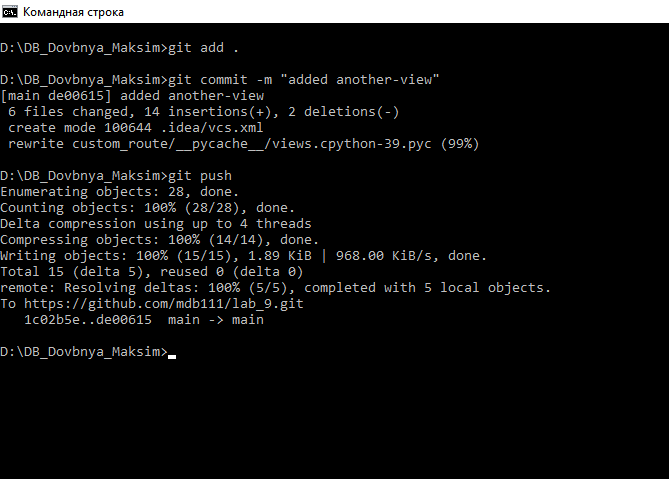 Командная строка
D:\DB_Dovbnya_Maksim>git add .
D:\DB_Dovbnya_Maksim>git commit -m "added another-view"
[main de00615] added another-view
 6 files changed, 14 insertions(+), 2 deletions(-)
 create mode 100644 .idea/vcs.xml
 rewrite custom_route/__pycache__/views.cpython-39.pyc (99%)
D:\DB_Dovbnya_Maksim>git push
Enumerating objects: 28, done.
Counting objects: 100% (28/28), done.
Delta compression using up to 4 threads
Compressing objects: 100% (14/14), done.
Writing objects: 100% (15/15), 1.89 KiB | 968.00 KiB/s, done.
Total 15 (delta 5), reused 0 (delta 0)
remote: Resolving deltas: 100% (5/5), completed with 5 local objects.
To https://github.com/mdb111/lab_9.git
   1c02b5e..de00615  main -> main
D:\DB_Dovbnya_Maksim>